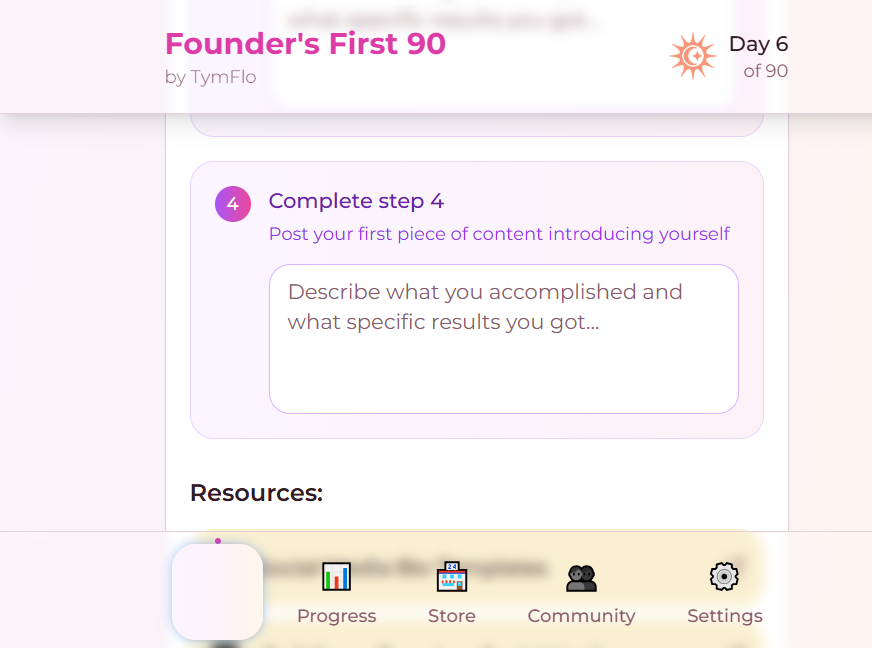 Founder's First 90
by TymFlo
Day 6
of 90
4
Complete step 4
Post your first piece of content introducing yourself
Describe what you accomplished and
what specific results you got...
Resources:
24
Progress
Store
Community
Settings